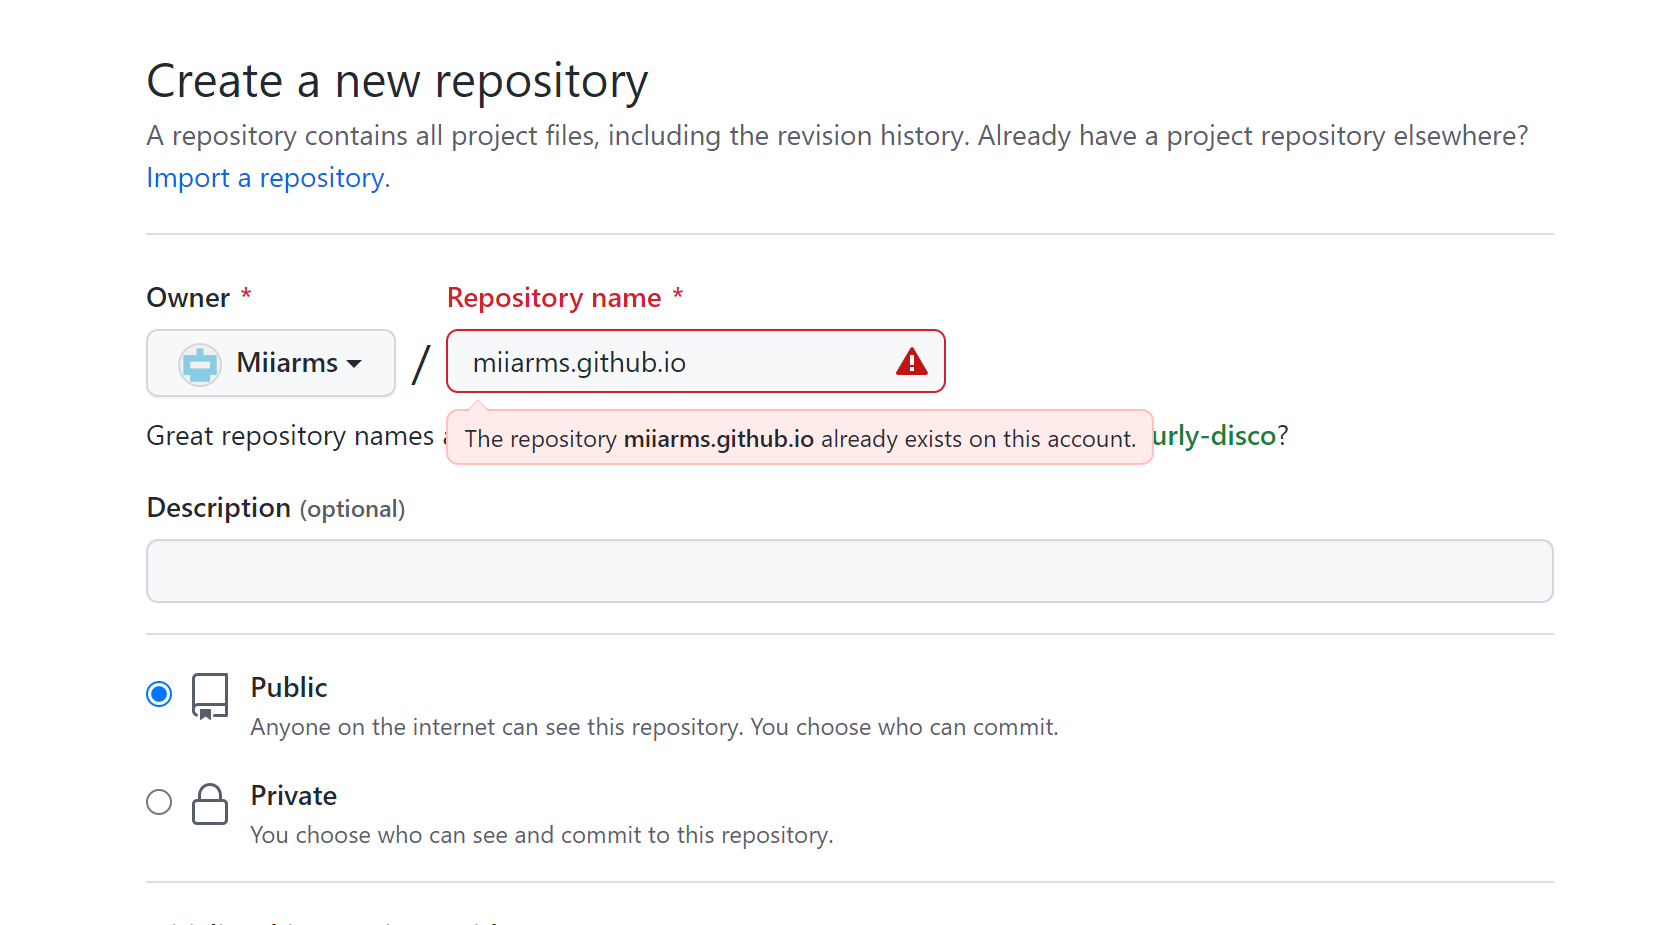 Create a new repository
A repository contains all project files, including the revision history. Already have a project repository elsewhere?
Import a repository.
Owner * Repository name *
Miiarms / miiarms.github.io
Great repository names The repository miiarms.github.io already exists on this account. urly-disco?
Description (optional)
Public
Anyone on the internet can see this repository. You choose who can commit.
Private
You choose who can see and commit to this repository.